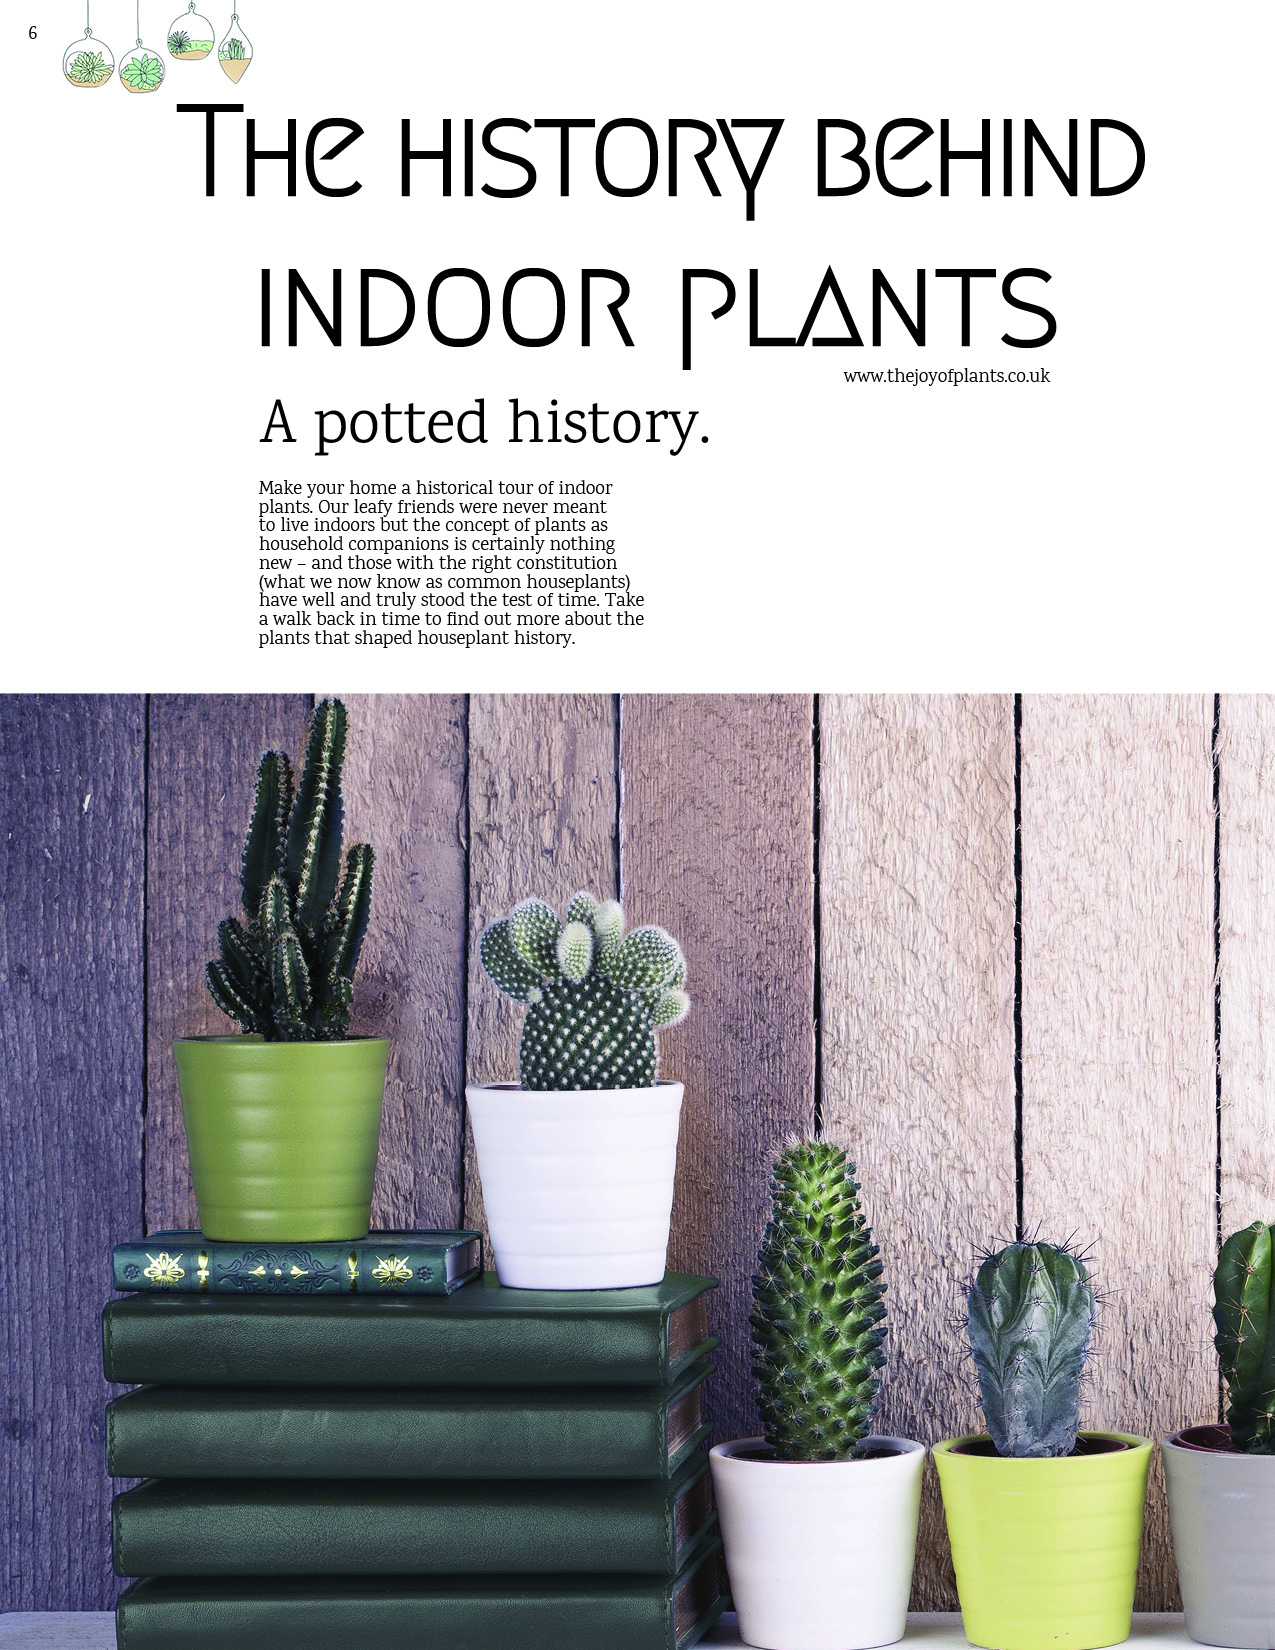 6
The history behind
indoor plants
www.thejoyofplants.co.uk
A potted history.
Make your home a historical tour of indoor
plants. Our leafy friends were never meant
to live indoors but the concept of plants as
household companions is certainly nothing
new – and those with the right constitution
(what we now know as common houseplants)
have well and truly stood the test of time. Take
a walk back in time to find out more about the
plants that shaped houseplant history.